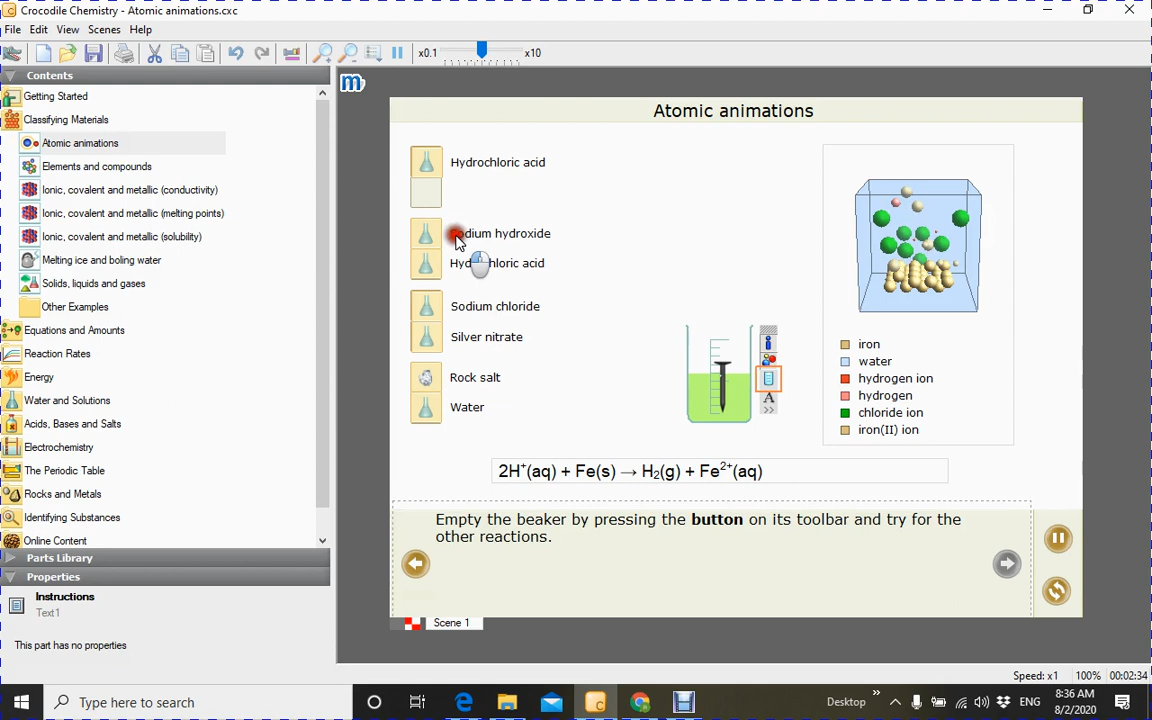 Crocodile Chemistry - Atomic animations.cxc
File Edit View Scenes Help
x0.1 x10
Contents
Getting Started
Classifying Materials
Atomic animations
Elements and compounds
Ionic, covalent and metallic (conductivity)
Ionic, covalent and metallic (melting points)
Ionic, covalent and metallic (solubility)
Melting ice and boiling water
Solids, liquids and gases
Other Examples
Equations and Amounts
Reaction Rates
Energy
Water and Solutions
Acids, Bases and Salts
Electrochemistry
The Periodic Table
Rocks and Metals
Identifying Substances
Online Content
Parts Library
Properties
Instructions
Text1
This part has no properties
Atomic animations
Hydrochloric acid
hydroxide
acid
Sodium chloride
Silver nitrate
Rock salt
Water
A
iron
water
hydrogen ion
hydrogen
chloride ion
iron(II) ion
2H⁺(aq) + Fe(s) → H₂(g) + Fe²⁺(aq)
Empty the beaker by pressing the button on its toolbar and try for the
other reactions.
Scene 1
Speed: x1 100% 00:02:34
Type here to search
Desktop
ENG
8:36 AM
8/2/2020